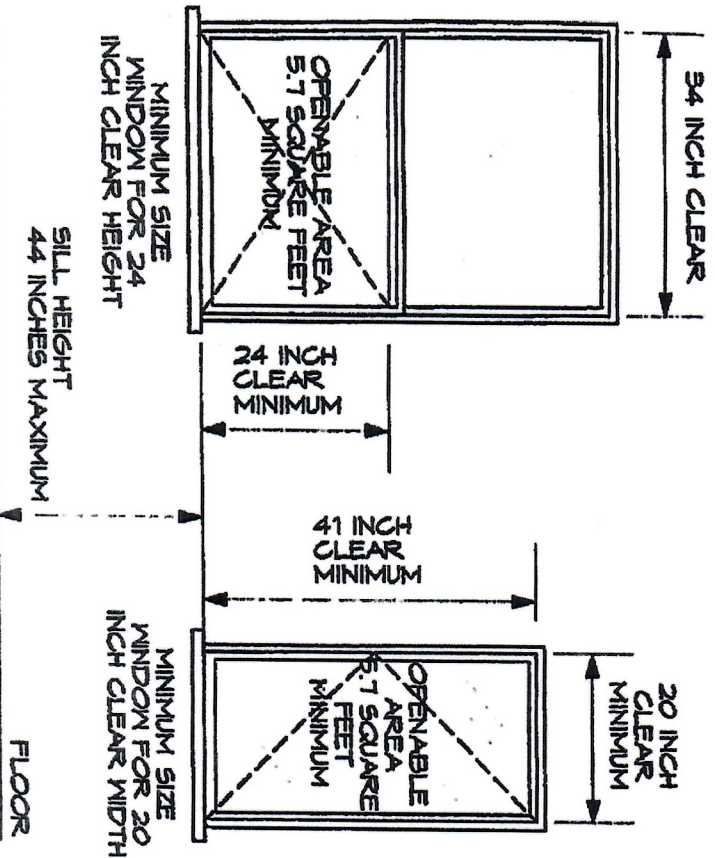 34 INCH CLEAR
OPENABLE AREA
5.7 SQUARE FEET
MINIMUM
MINIMUM SIZE
WINDOW FOR 24
INCH CLEAR HEIGHT
24 INCH
CLEAR
MINIMUM
SILL HEIGHT
44 INCHES MAXIMUM
41 INCH
CLEAR
MINIMUM
20 INCH
CLEAR
MINIMUM
OPENABLE
AREA
5.7 SQUARE
FEET
MINIMUM
MINIMUM SIZE
WINDOW FOR 20
INCH CLEAR WIDTH
FLOOR